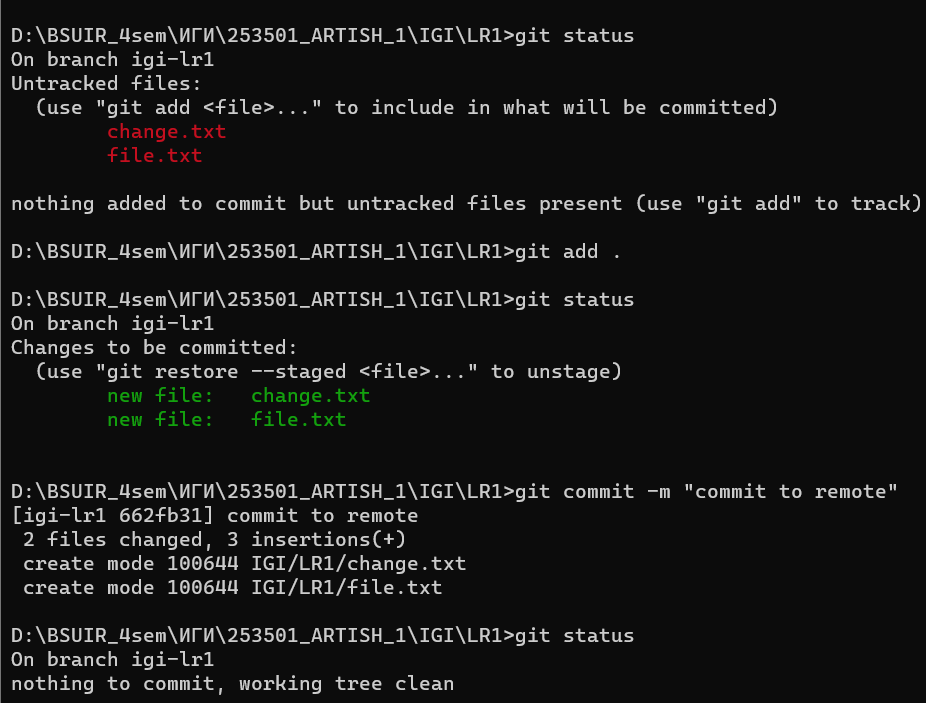 D:\BSUIR_4sem\ИГИ\253501_ARTISH_1\IGI\LR1>git status
On branch igi-lr1
Untracked files:
  (use "git add <file>..." to include in what will be committed)
        change.txt
        file.txt

nothing added to commit but untracked files present (use "git add" to track)

D:\BSUIR_4sem\ИГИ\253501_ARTISH_1\IGI\LR1>git add .

D:\BSUIR_4sem\ИГИ\253501_ARTISH_1\IGI\LR1>git status
On branch igi-lr1
Changes to be committed:
  (use "git restore --staged <file>..." to unstage)
        new file:   change.txt
        new file:   file.txt


D:\BSUIR_4sem\ИГИ\253501_ARTISH_1\IGI\LR1>git commit -m "commit to remote"
[igi-lr1 662fb31] commit to remote
 2 files changed, 3 insertions(+)
 create mode 100644 IGI/LR1/change.txt
 create mode 100644 IGI/LR1/file.txt

D:\BSUIR_4sem\ИГИ\253501_ARTISH_1\IGI\LR1>git status
On branch igi-lr1
nothing to commit, working tree clean